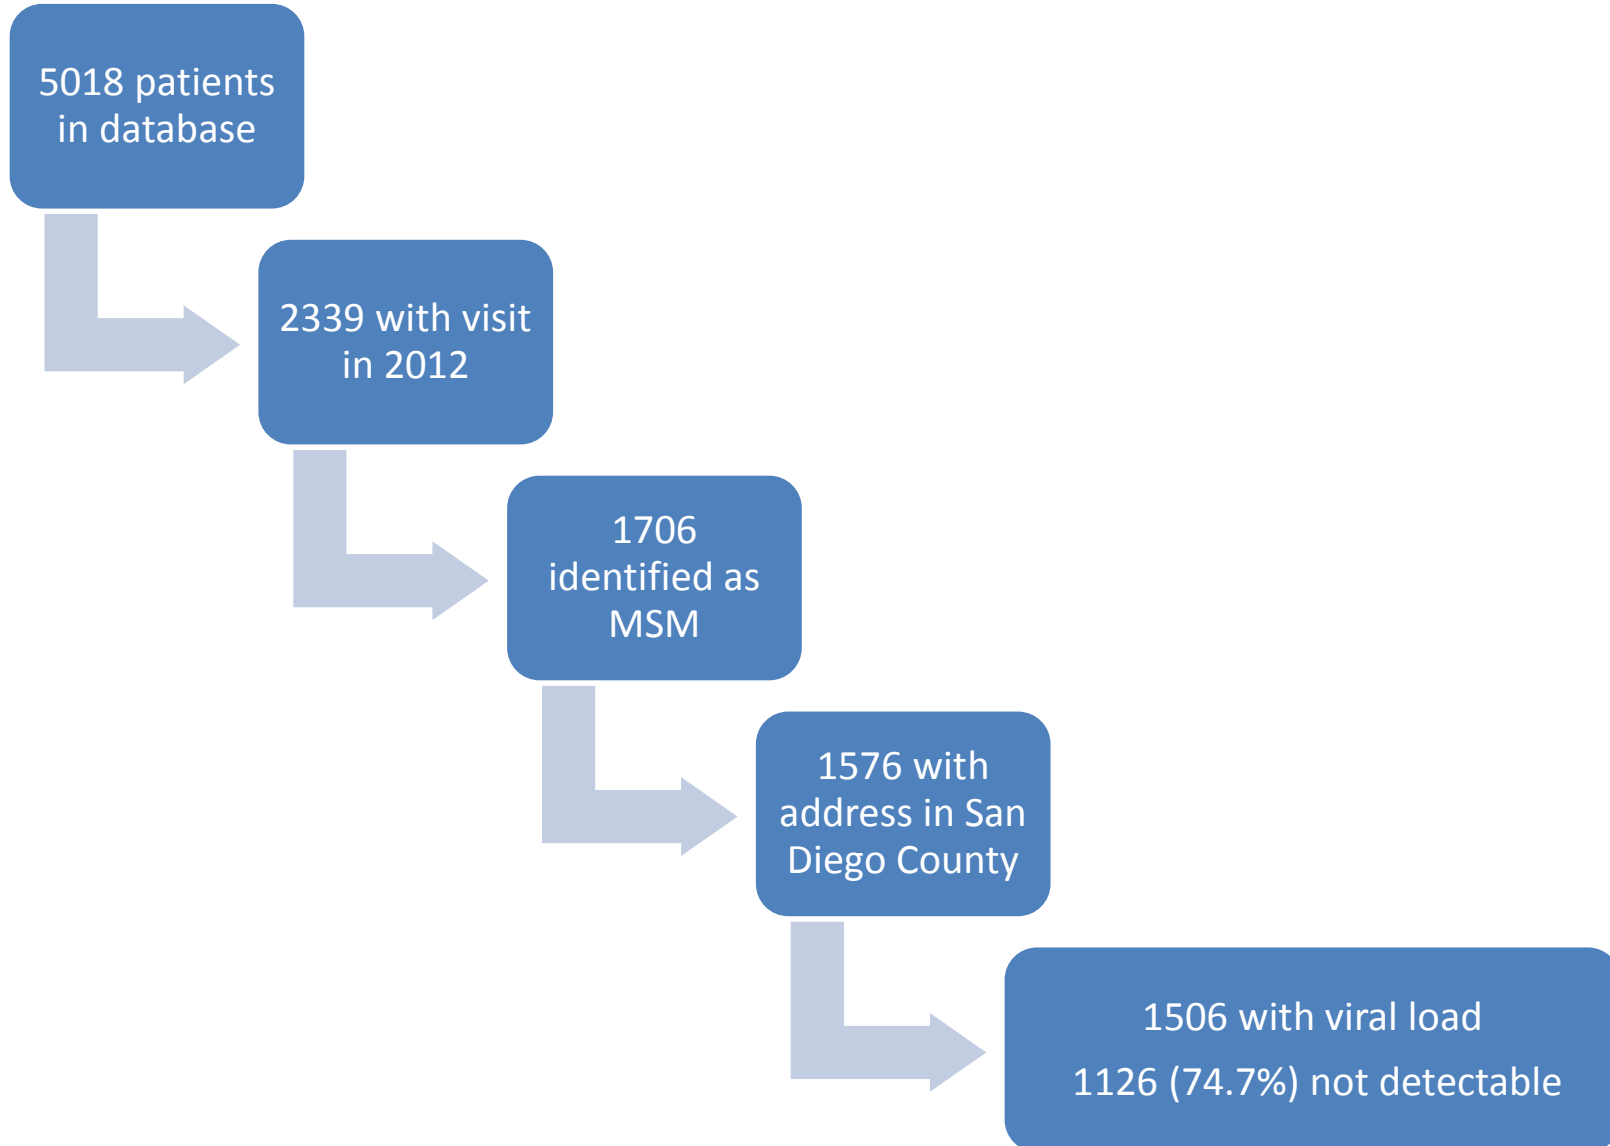 5018 patients
in database
2339 with visit
in 2012
1706
identified as
MSM
1576 with
address in San
Diego County
1506 with viral load
1126 (74.7%) not detectable